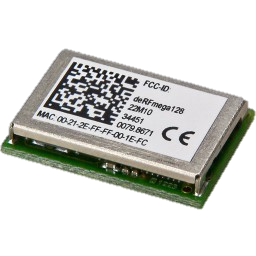 FCC-ID:
deRFmega128
22M10
34451
0079.8671
MAC 00-21-2E-FF-FF-00-1E-FC
CE